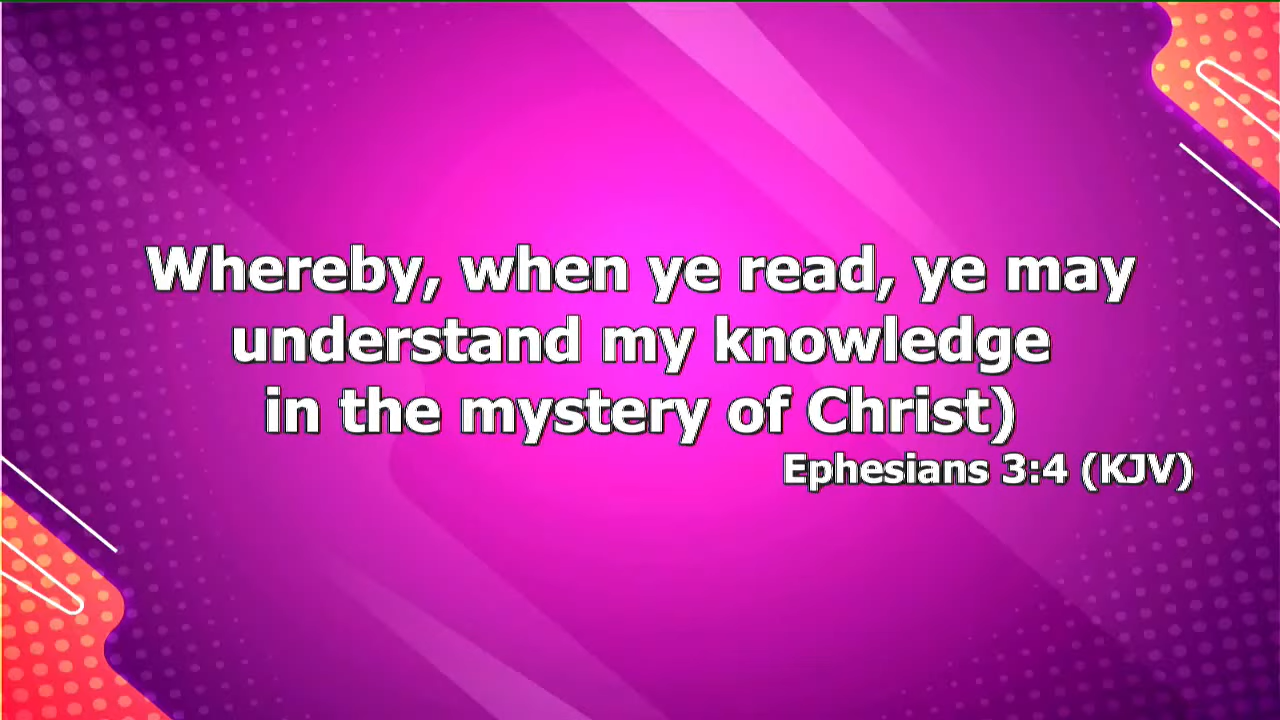 Whereby, when ye read, ye may
understand my knowledge
in the mystery of Christ)
Ephesians 3:4 (KJV)